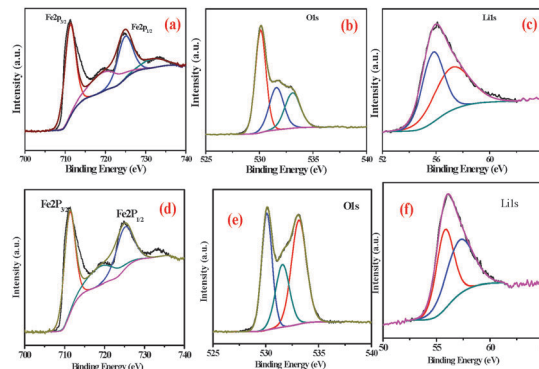 Fe2p3/2
Fe2p1/2
(a)
Intensity (a.u.)
700 710 720 730 740
Binding Energy (eV)
O1s
(b)
Intensity (a.u.)
525 530 535 540
Binding Energy (eV)
Li1s
(c)
Intensity (a.u.)
52 56 60 64
Binding Energy (eV)
Fe2P3/2
Fe2P1/2
(d)
Intensity (a.u.)
700 710 720 730 740
Binding Energy (eV)
O1s
(e)
Intensity (a.u.)
525 530 535 540
Binding Energy (eV)
Li1s
(f)
Intensity (a.u.)
50 55 60
Binding Energy (eV)